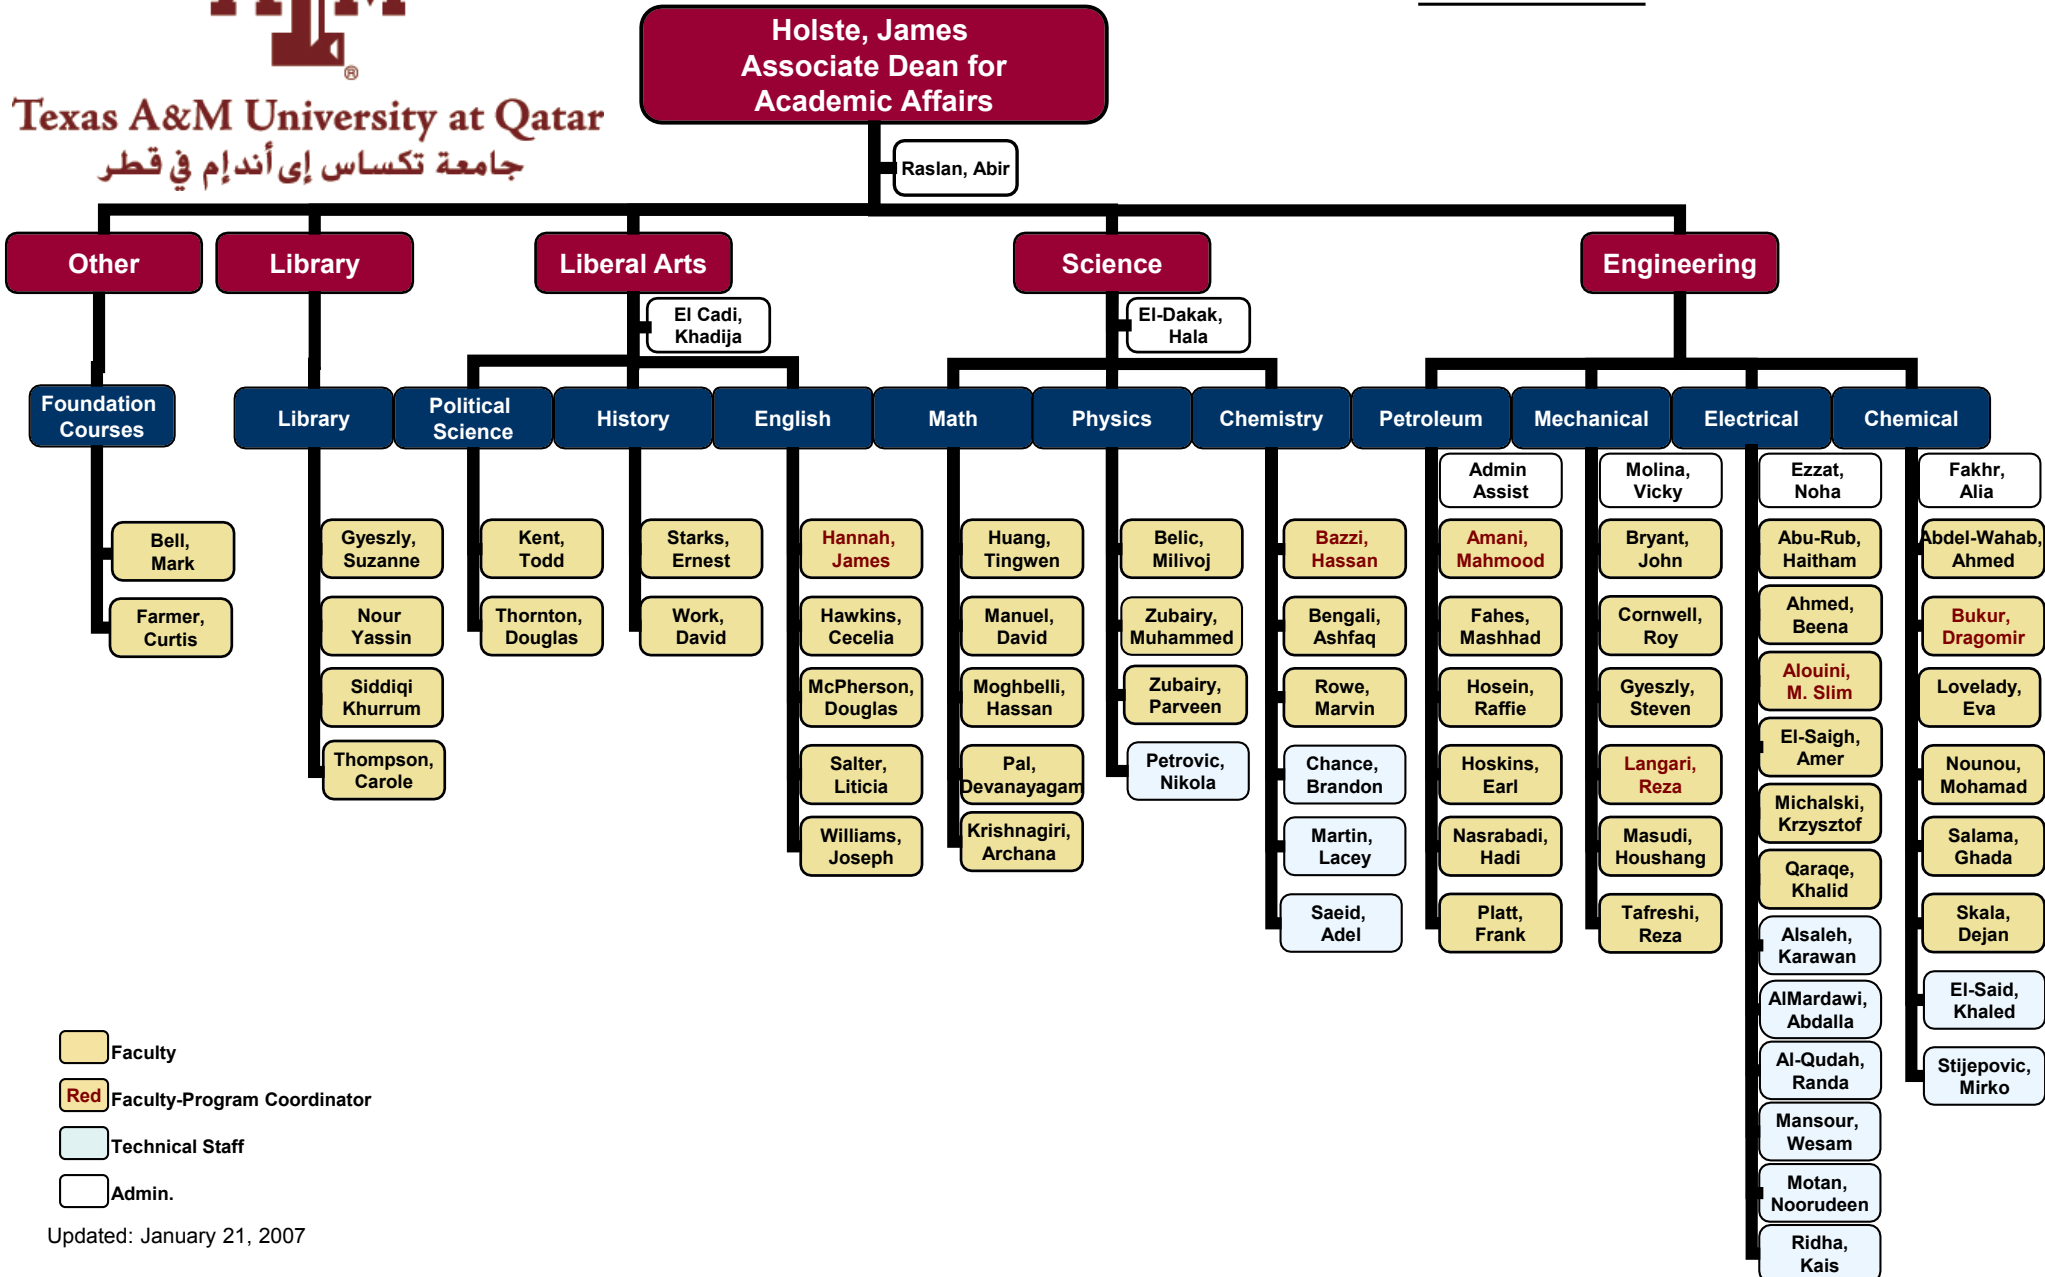 A M
®
Texas A&M University at Qatar
جامعة تكساس إى أندإم في قطر
Holste, James
Associate Dean for
Academic Affairs
Raslan, Abir
Other
Library
Liberal Arts
Science
Engineering
El Cadi,
Khadija
El-Dakak,
Hala
Foundation
Courses
Library
Political
Science
History
English
Math
Physics
Chemistry
Petroleum
Mechanical
Electrical
Chemical
Bell,
Mark
Farmer,
Curtis
Gyeszly,
Suzanne
Nour
Yassin
Siddiqi
Khurrum
Thompson,
Carole
Kent,
Todd
Thornton,
Douglas
Starks,
Ernest
Work,
David
Hannah,
James
Hawkins,
Cecelia
McPherson,
Douglas
Salter,
Liticia
Williams,
Joseph
Huang,
Tingwen
Manuel,
David
Moghbelli,
Hassan
Pal,
Devanayagam
Krishnagiri,
Archana
Belic,
Milivoj
Zubairy,
Muhammed
Zubairy,
Parveen
Petrovic,
Nikola
Bazzi,
Hassan
Bengali,
Ashfaq
Rowe,
Marvin
Chance,
Brandon
Martin,
Lacey
Saeid,
Adel
Admin
Assist
Amani,
Mahmood
Fahes,
Mashhad
Hosein,
Raffie
Hoskins,
Earl
Nasrabadi,
Hadi
Platt,
Frank
Molina,
Vicky
Bryant,
John
Cornwell,
Roy
Gyeszly,
Steven
Langari,
Reza
Masudi,
Houshang
Tafreshi,
Reza
Ezzat,
Noha
Abu-Rub,
Haitham
Ahmed,
Beena
Alouini,
M. Slim
El-Saigh,
Amer
Michalski,
Krzysztof
Qaraqe,
Khalid
Alsaleh,
Karawan
AlMardawi,
Abdalla
Al-Qudah,
Randa
Mansour,
Wesam
Motan,
Noorudeen
Ridha,
Kais
Fakhr,
Alia
Abdel-Wahab,
Ahmed
Bukur,
Dragomir
Lovelady,
Eva
Nounou,
Mohamad
Salama,
Ghada
Skala,
Dejan
El-Said,
Khaled
Stijepovic,
Mirko
Faculty
Red Faculty-Program Coordinator
Technical Staff
Admin.
Updated: January 21, 2007